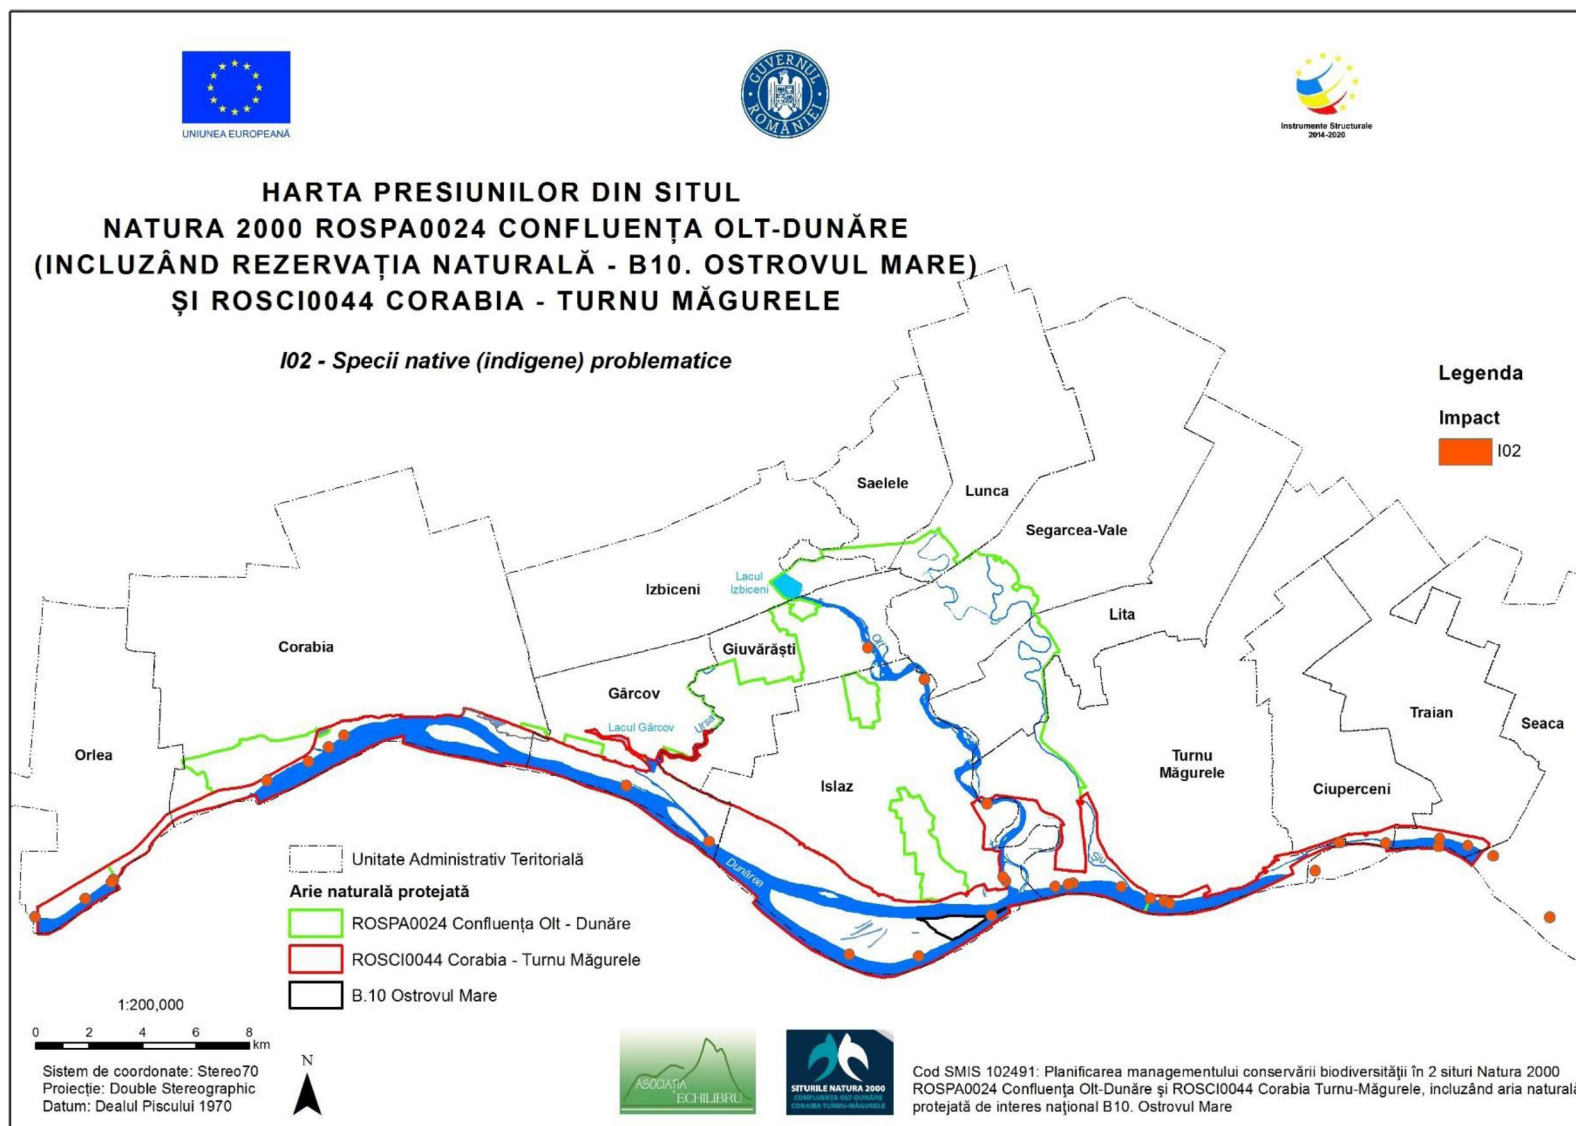 UNIUNEA EUROPEANĂ
GUVERNUL ROMÂNIEI
Instrumente Structurale
2014-2020
HARTA PRESIUNILOR DIN SITUL
NATURA 2000 ROSPA0024 CONFLUENȚA OLT-DUNĂRE
(INCLUZÂND REZERVAȚIA NATURALĂ - B10. OSTROVUL MARE)
ȘI ROSCI0044 CORABIA - TURNU MĂGURELE
I02 - Specii native (indigene) problematice
Legenda
Impact
I02
Saelele
Lunca
Segarcea-Vale
Izbiceni
Lacul
Izbiceni
Lita
Corabia
Giuvărăști
Olt
Gârcov
Lacul Gârcov
Ursa
Traian
Seaca
Orlea
Turnu
Măgurele
Islaz
Ciuperceni
Șiu
Dunărea
Unitate Administrativ Teritorială
Arie naturală protejată
ROSPA0024 Confluența Olt - Dunăre
ROSCI0044 Corabia - Turnu Măgurele
B.10 Ostrovul Mare
1:200,000
0 2 4 6 8
km
N
Sistem de coordonate: Stereo70
Proiecție: Double Stereographic
Datum: Dealul Piscului 1970
ASOCIAȚIA
ECHILIBRU
SITURILE NATURA 2000
CONFLUENȚA OLT-DUNĂRE
CORABIA TURNU-MĂGURELE
Cod SMIS 102491: Planificarea managementului conservării biodiversității în 2 situri Natura 2000
ROSPA0024 Confluența Olt-Dunăre și ROSCI0044 Corabia Turnu-Măgurele, incluzând aria naturală
protejată de interes național B10. Ostrovul Mare